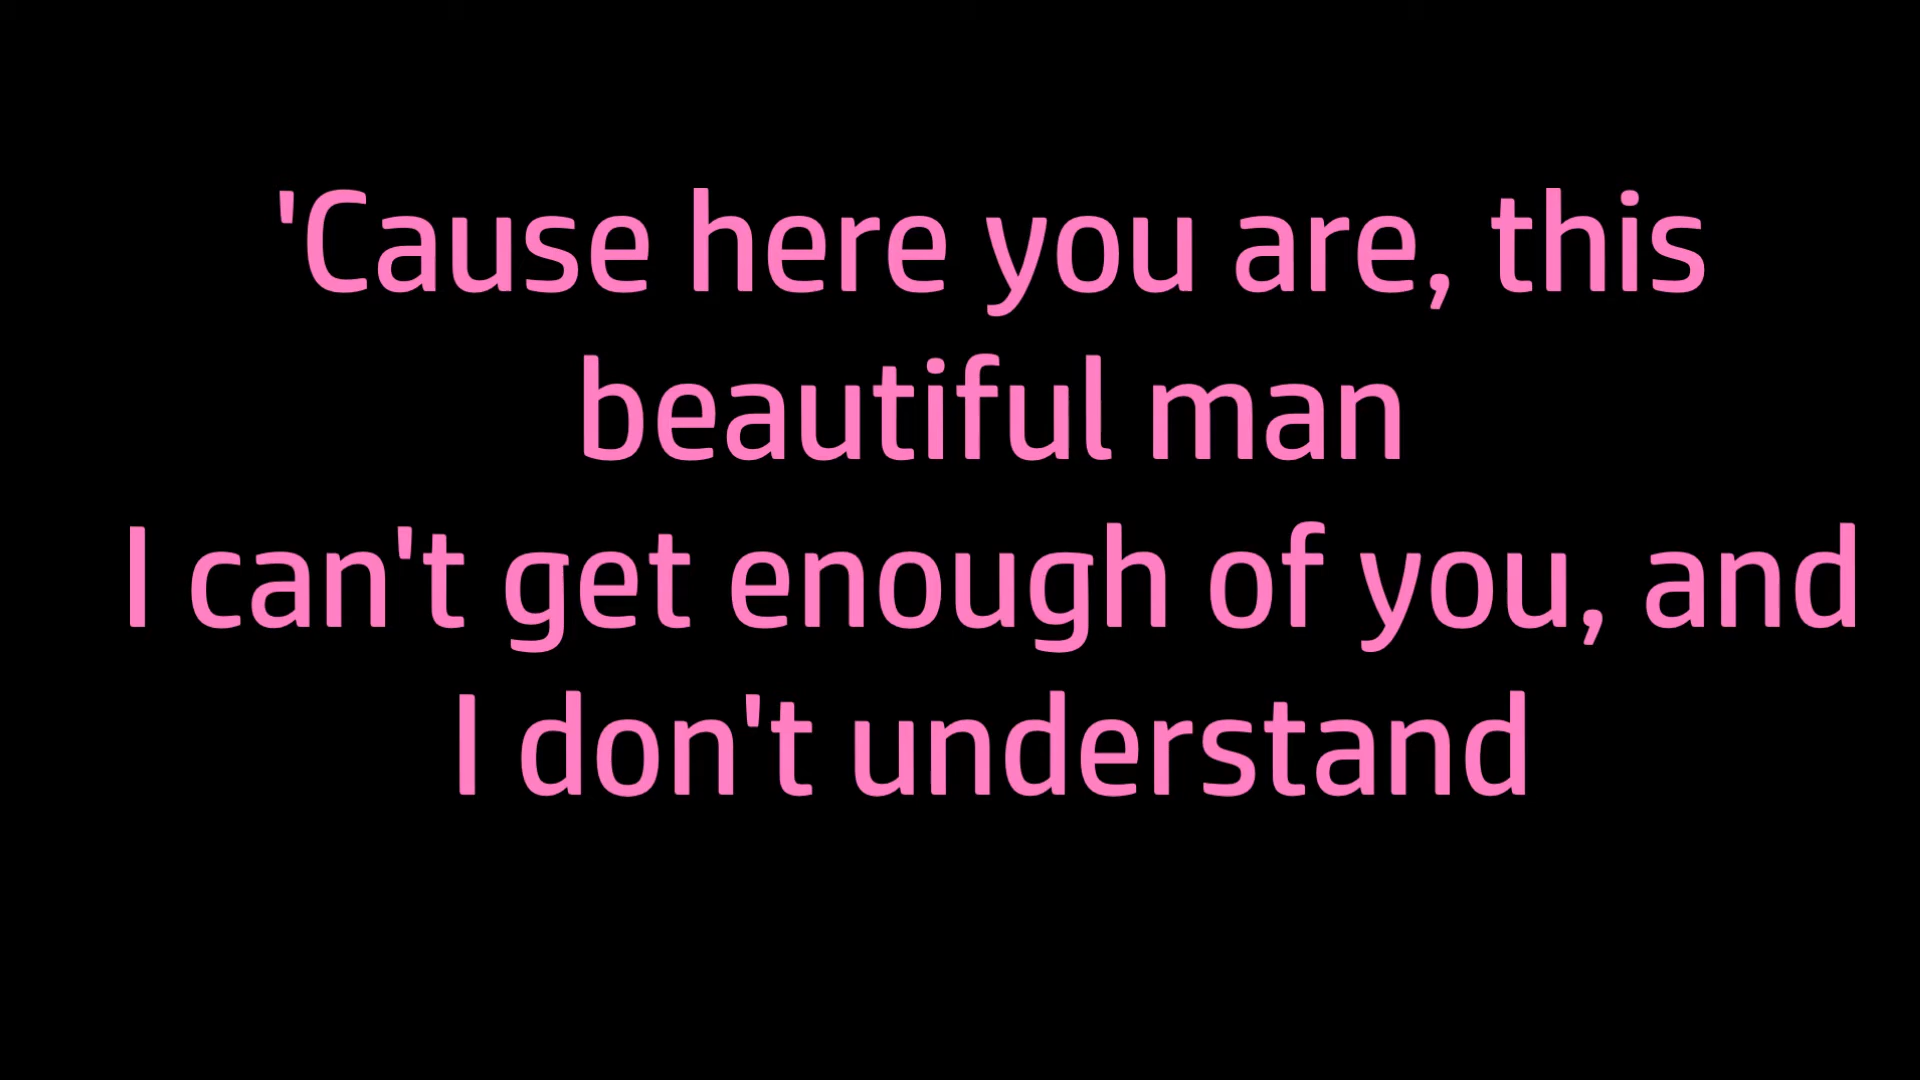 'Cause here you are, this
beautiful man
I can't get enough of you, and
I don't understand